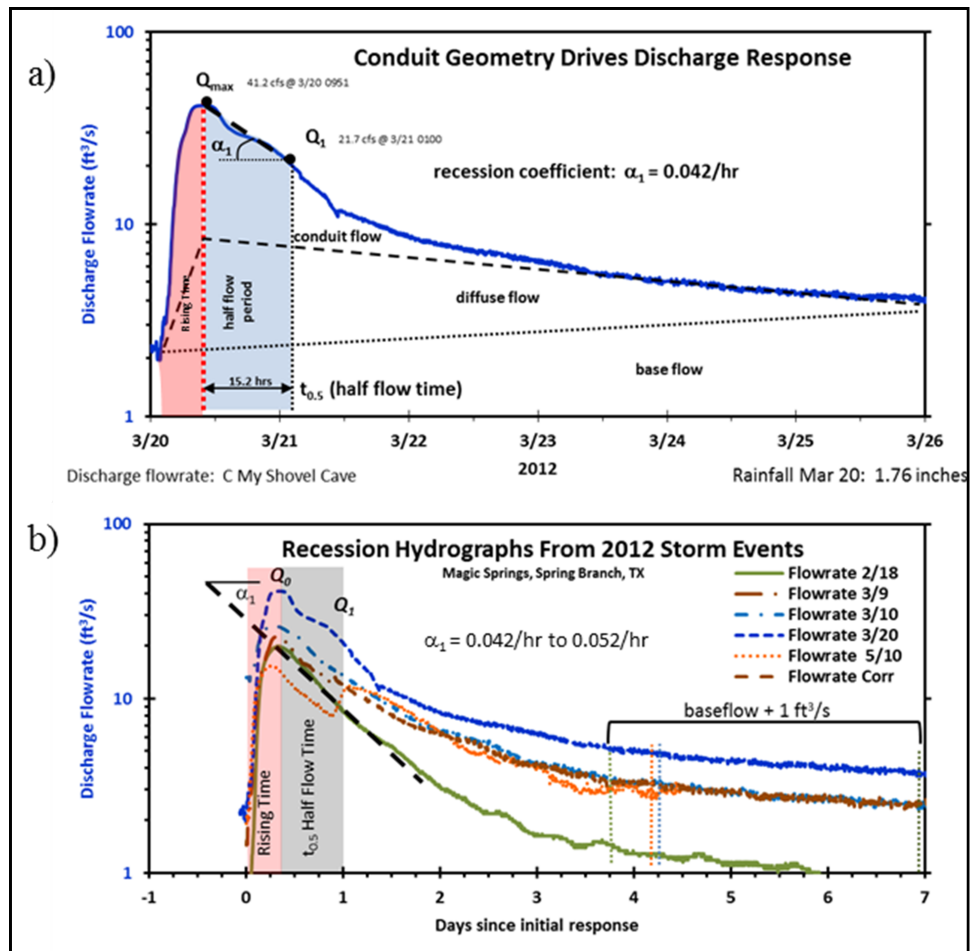 a)
Conduit Geometry Drives Discharge Response
Discharge Flowrate (ft³/s)
100
10
1
Qmax
41.2 cfs @ 3/20 0951
α1
Q1
21.7 cfs @ 3/21 0100
recession coefficient: α1 = 0.042/hr
conduit flow
diffuse flow
base flow
Rising Time
half flow
period
15.2 hrs
t0.5 (half flow time)
3/20 3/21 3/22 3/23 3/24 3/25 3/26
2012
Discharge flowrate: C My Shovel Cave
Rainfall Mar 20: 1.76 inches
b)
Recession Hydrographs From 2012 Storm Events
Magic Springs, Spring Branch, TX
Discharge Flowrate (ft³/s)
100
10
1
α1
Q0
Q1
α1 = 0.042/hr to 0.052/hr
Flowrate 2/18
Flowrate 3/9
Flowrate 3/10
Flowrate 3/20
Flowrate 5/10
Flowrate Corr
baseflow + 1 ft³/s
Rising Time
t0.5 Half Flow Time
-1 0 1 2 3 4 5 6 7
Days since initial response